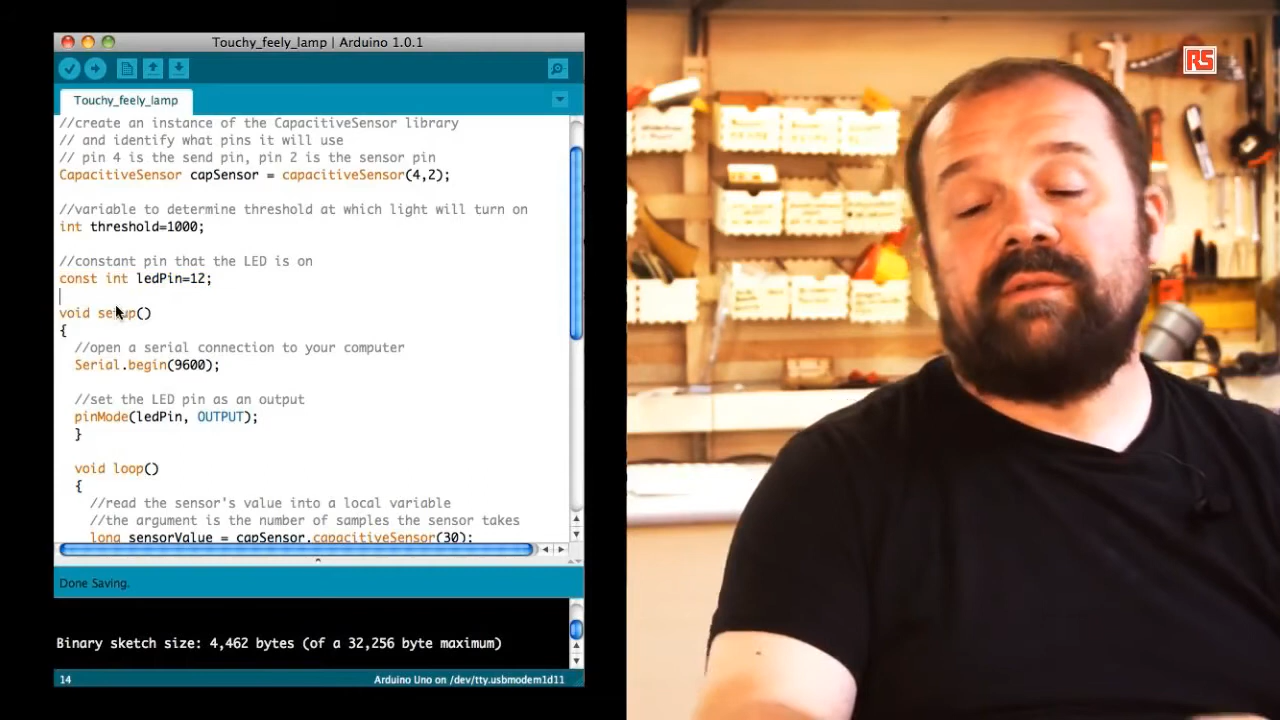 Touchy_feely_lamp | Arduino 1.0.1
Touchy_feely_lamp
//create an instance of the CapacitiveSensor library
// and identify what pins it will use
// pin 4 is the send pin, pin 2 is the sensor pin
CapacitiveSensor capSensor = capacitiveSensor(4,2);
//variable to determine threshold at which light will turn on
int threshold=1000;
//constant pin that the LED is on
const int ledPin=12;
void setup()
{
//open a serial connection to your computer
Serial.begin(9600);
//set the LED pin as an output
pinMode(ledPin, OUTPUT);
}
void loop()
{
//read the sensor's value into a local variable
//the argument is the number of samples the sensor takes
long sensorValue = capSensor.capacitiveSensor(30);
Done Saving.
Binary sketch size: 4,462 bytes (of a 32,256 byte maximum)
14
Arduino Uno on /dev/tty.usbmodem1d11
RS